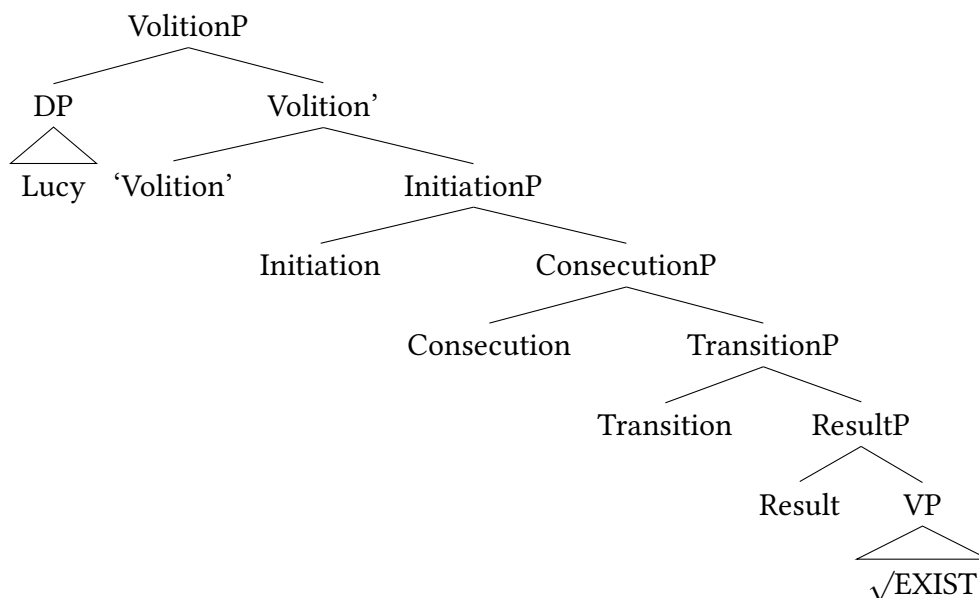 VolitionP
DP Volition’
Lucy ‘Volition’ InitiationP
Initiation ConsecutionP
Consecution TransitionP
Transition ResultP
Result VP
√EXIST